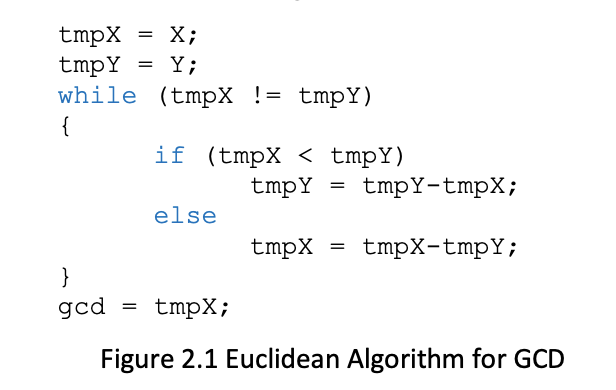 tmpX = X;
tmpY = Y;
while (tmpX != tmpY)
{
if (tmpX < tmpY)
tmpY = tmpY-tmpX;
else
tmpX = tmpX-tmpY;
}
gcd = tmpX;
Figure 2.1 Euclidean Algorithm for GCD